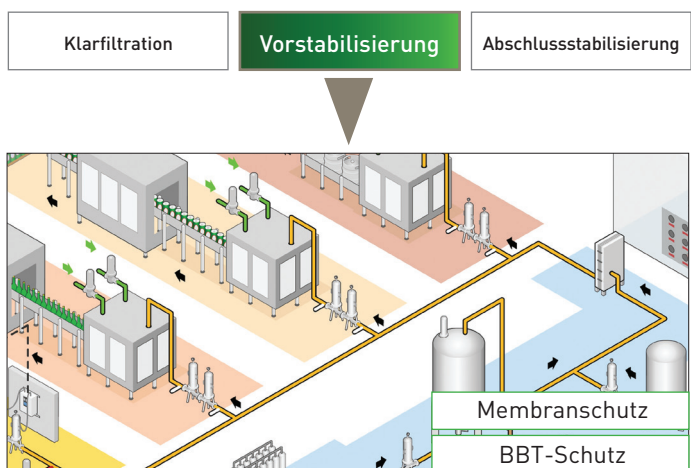 Klarfiltration
Vorstabilisierung
Abschlussstabilisierung
Membranschutz
BBT-Schutz